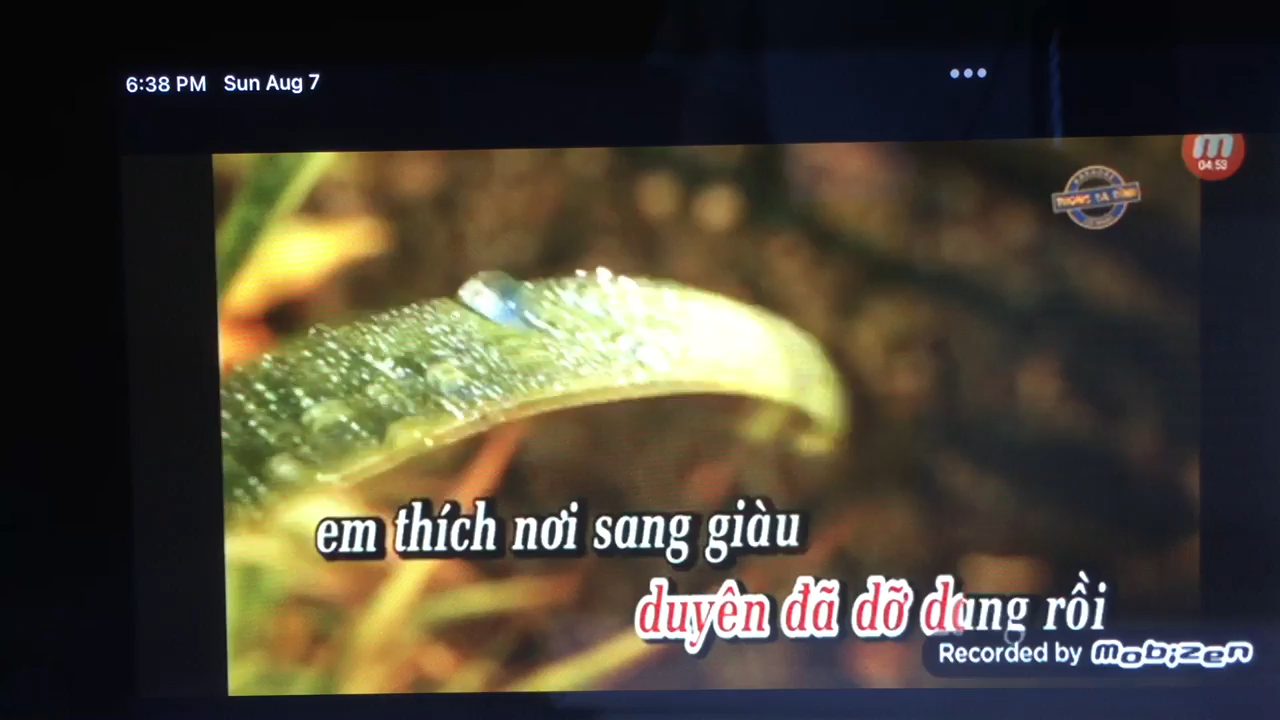 6:38 PM Sun Aug 7
04:53
KARAOKE
em thích nơi sang giàu
duyên đã dỡ dang rồi
Recorded by mobizen